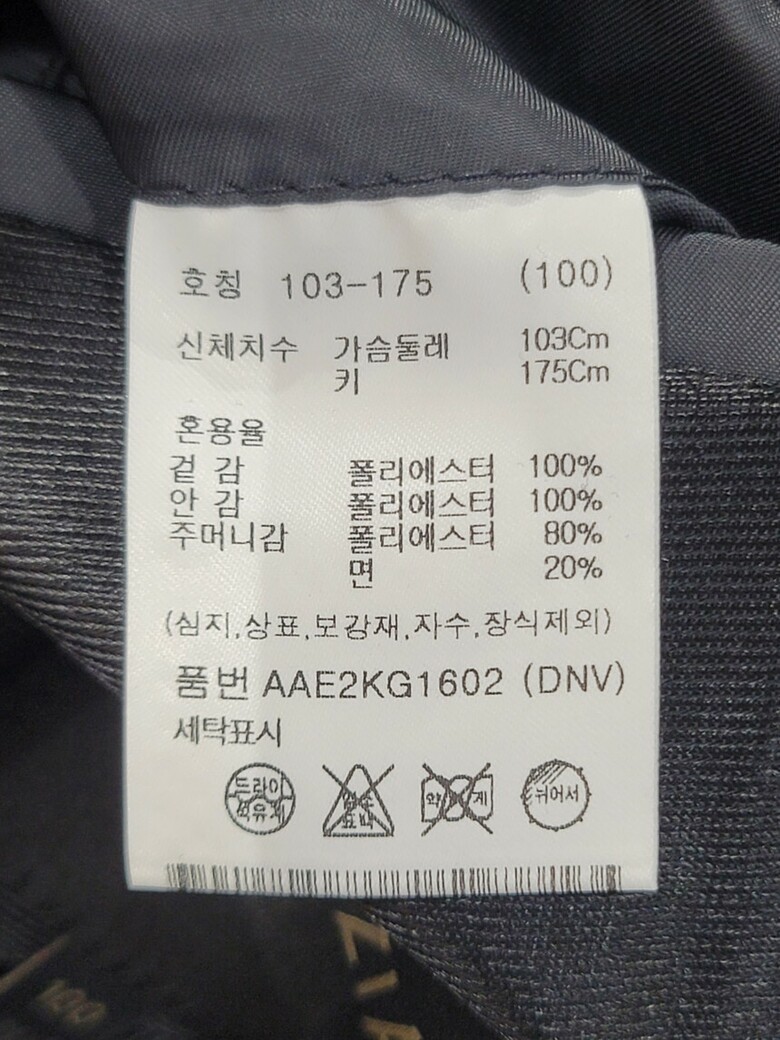 호칭 103-175 (100)
신체치수 가슴둘레 103Cm
키 175Cm
혼용율
겉 감 폴리에스터 100%
안 감 폴리에스터 100%
주머니감 폴리에스터 80%
면 20%
(심지,상표,보강재,자수,장식제외)
품번 AAE2KG1602 (DNV)
세탁표시
드라이 뉘어서
석유제 표백
100